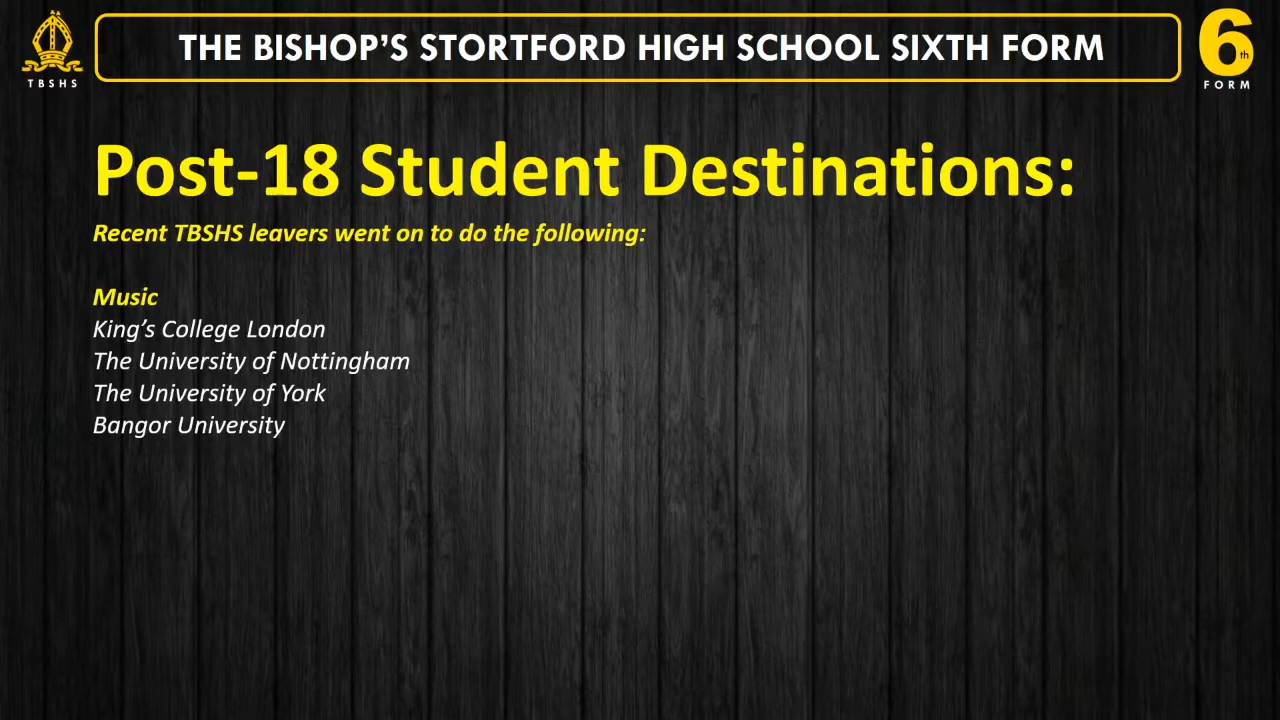 TBSHS
THE BISHOP’S STORTFORD HIGH SCHOOL SIXTH FORM
6th
FORM
Post-18 Student Destinations:
Recent TBSHS leavers went on to do the following:
Music
King’s College London
The University of Nottingham
The University of York
Bangor University